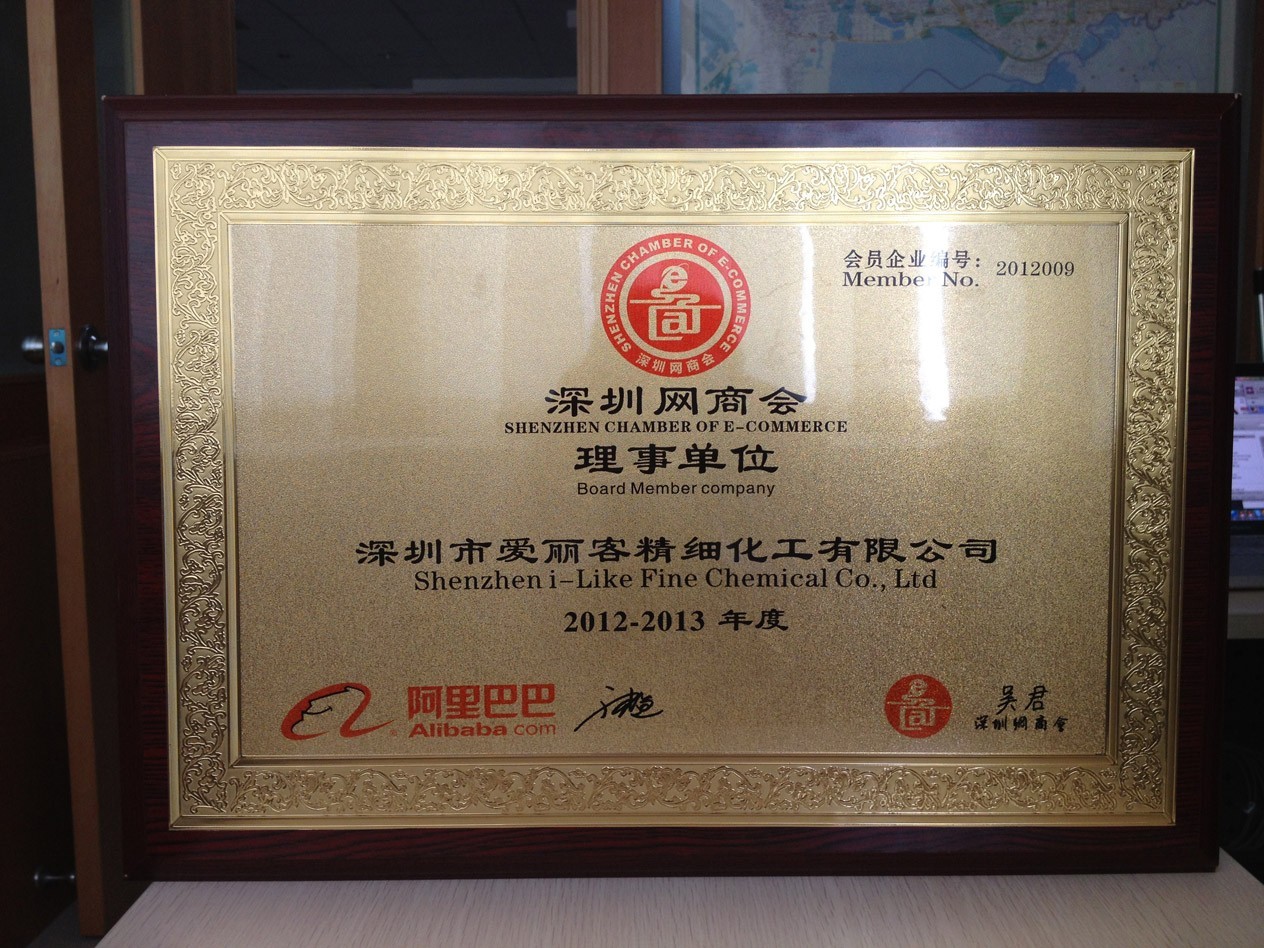 SHENZHEN CHAMBER OF E-COMMERCE
深圳网商会
会员企业编号: 2012009
Member No.
深圳网商会
SHENZHEN CHAMBER OF E-COMMERCE
理事单位
Board Member company
深圳市爱丽客精细化工有限公司
Shenzhen i-Like Fine Chemical Co., Ltd
2012-2013 年度
阿里巴巴
Alibaba.com
吴君
深圳網商會